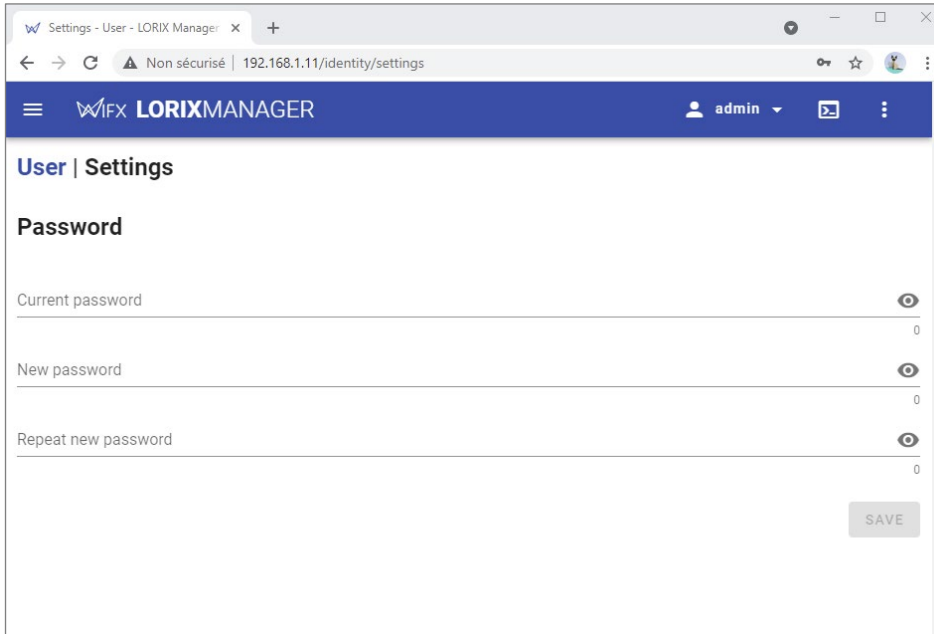 Settings - User - LORIX Manager
Non sécurisé | 192.168.1.11/identity/settings
WIFX LORIXMANAGER
admin
User | Settings
Password
Current password
0
New password
0
Repeat new password
0
SAVE